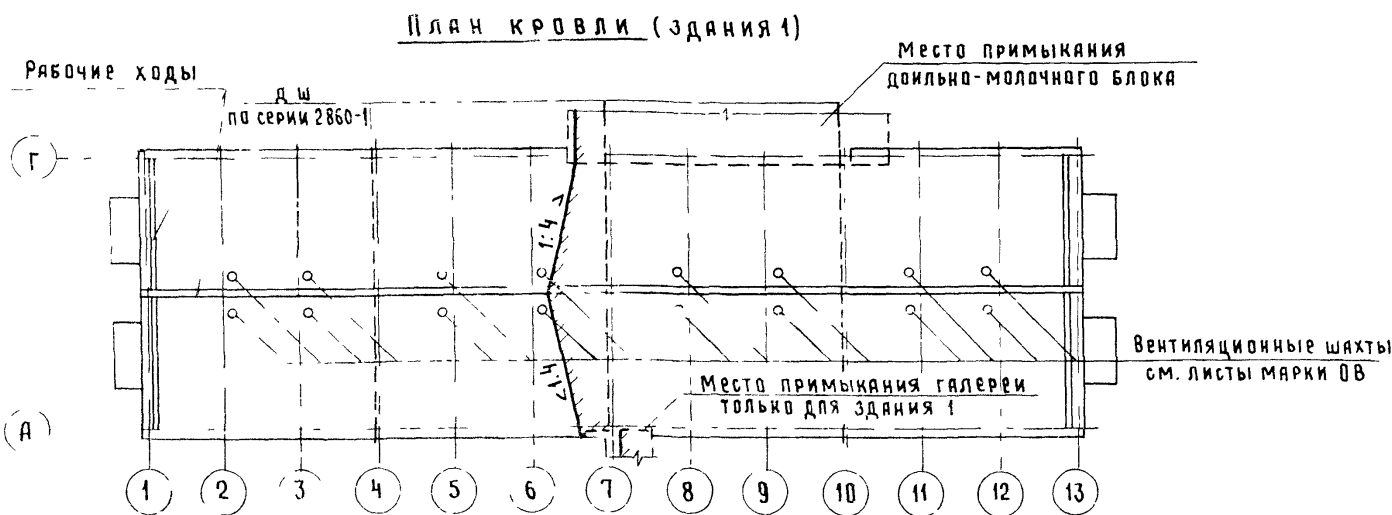 План кровли (здания 1)
Рабочие ходы
Д Ш
по серии 2860-1
Место примыкания
доильно-молочного блока
1
Г
1:4
1:4
Вентиляционные шахты
см. листы марки ОВ
Место примыкания галереи
только для здания 1
А
1 2 3 4 5 6 7 8 9 10 11 12 13